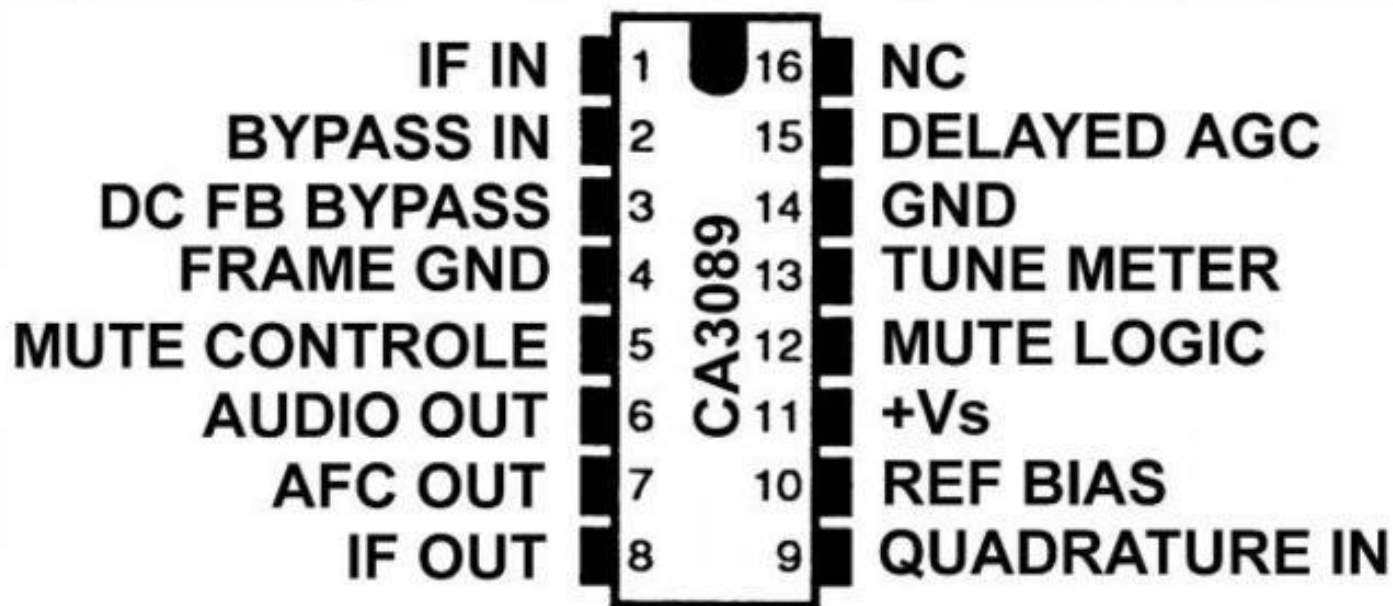 IF IN 1 16 NC
BYPASS IN 2 15 DELAYED AGC
DC FB BYPASS 3 14 GND
FRAME GND 4 13 TUNE METER
MUTE CONTROLE 5 12 MUTE LOGIC
AUDIO OUT 6 11 +Vs
AFC OUT 7 10 REF BIAS
IF OUT 8 9 QUADRATURE IN
CA3089